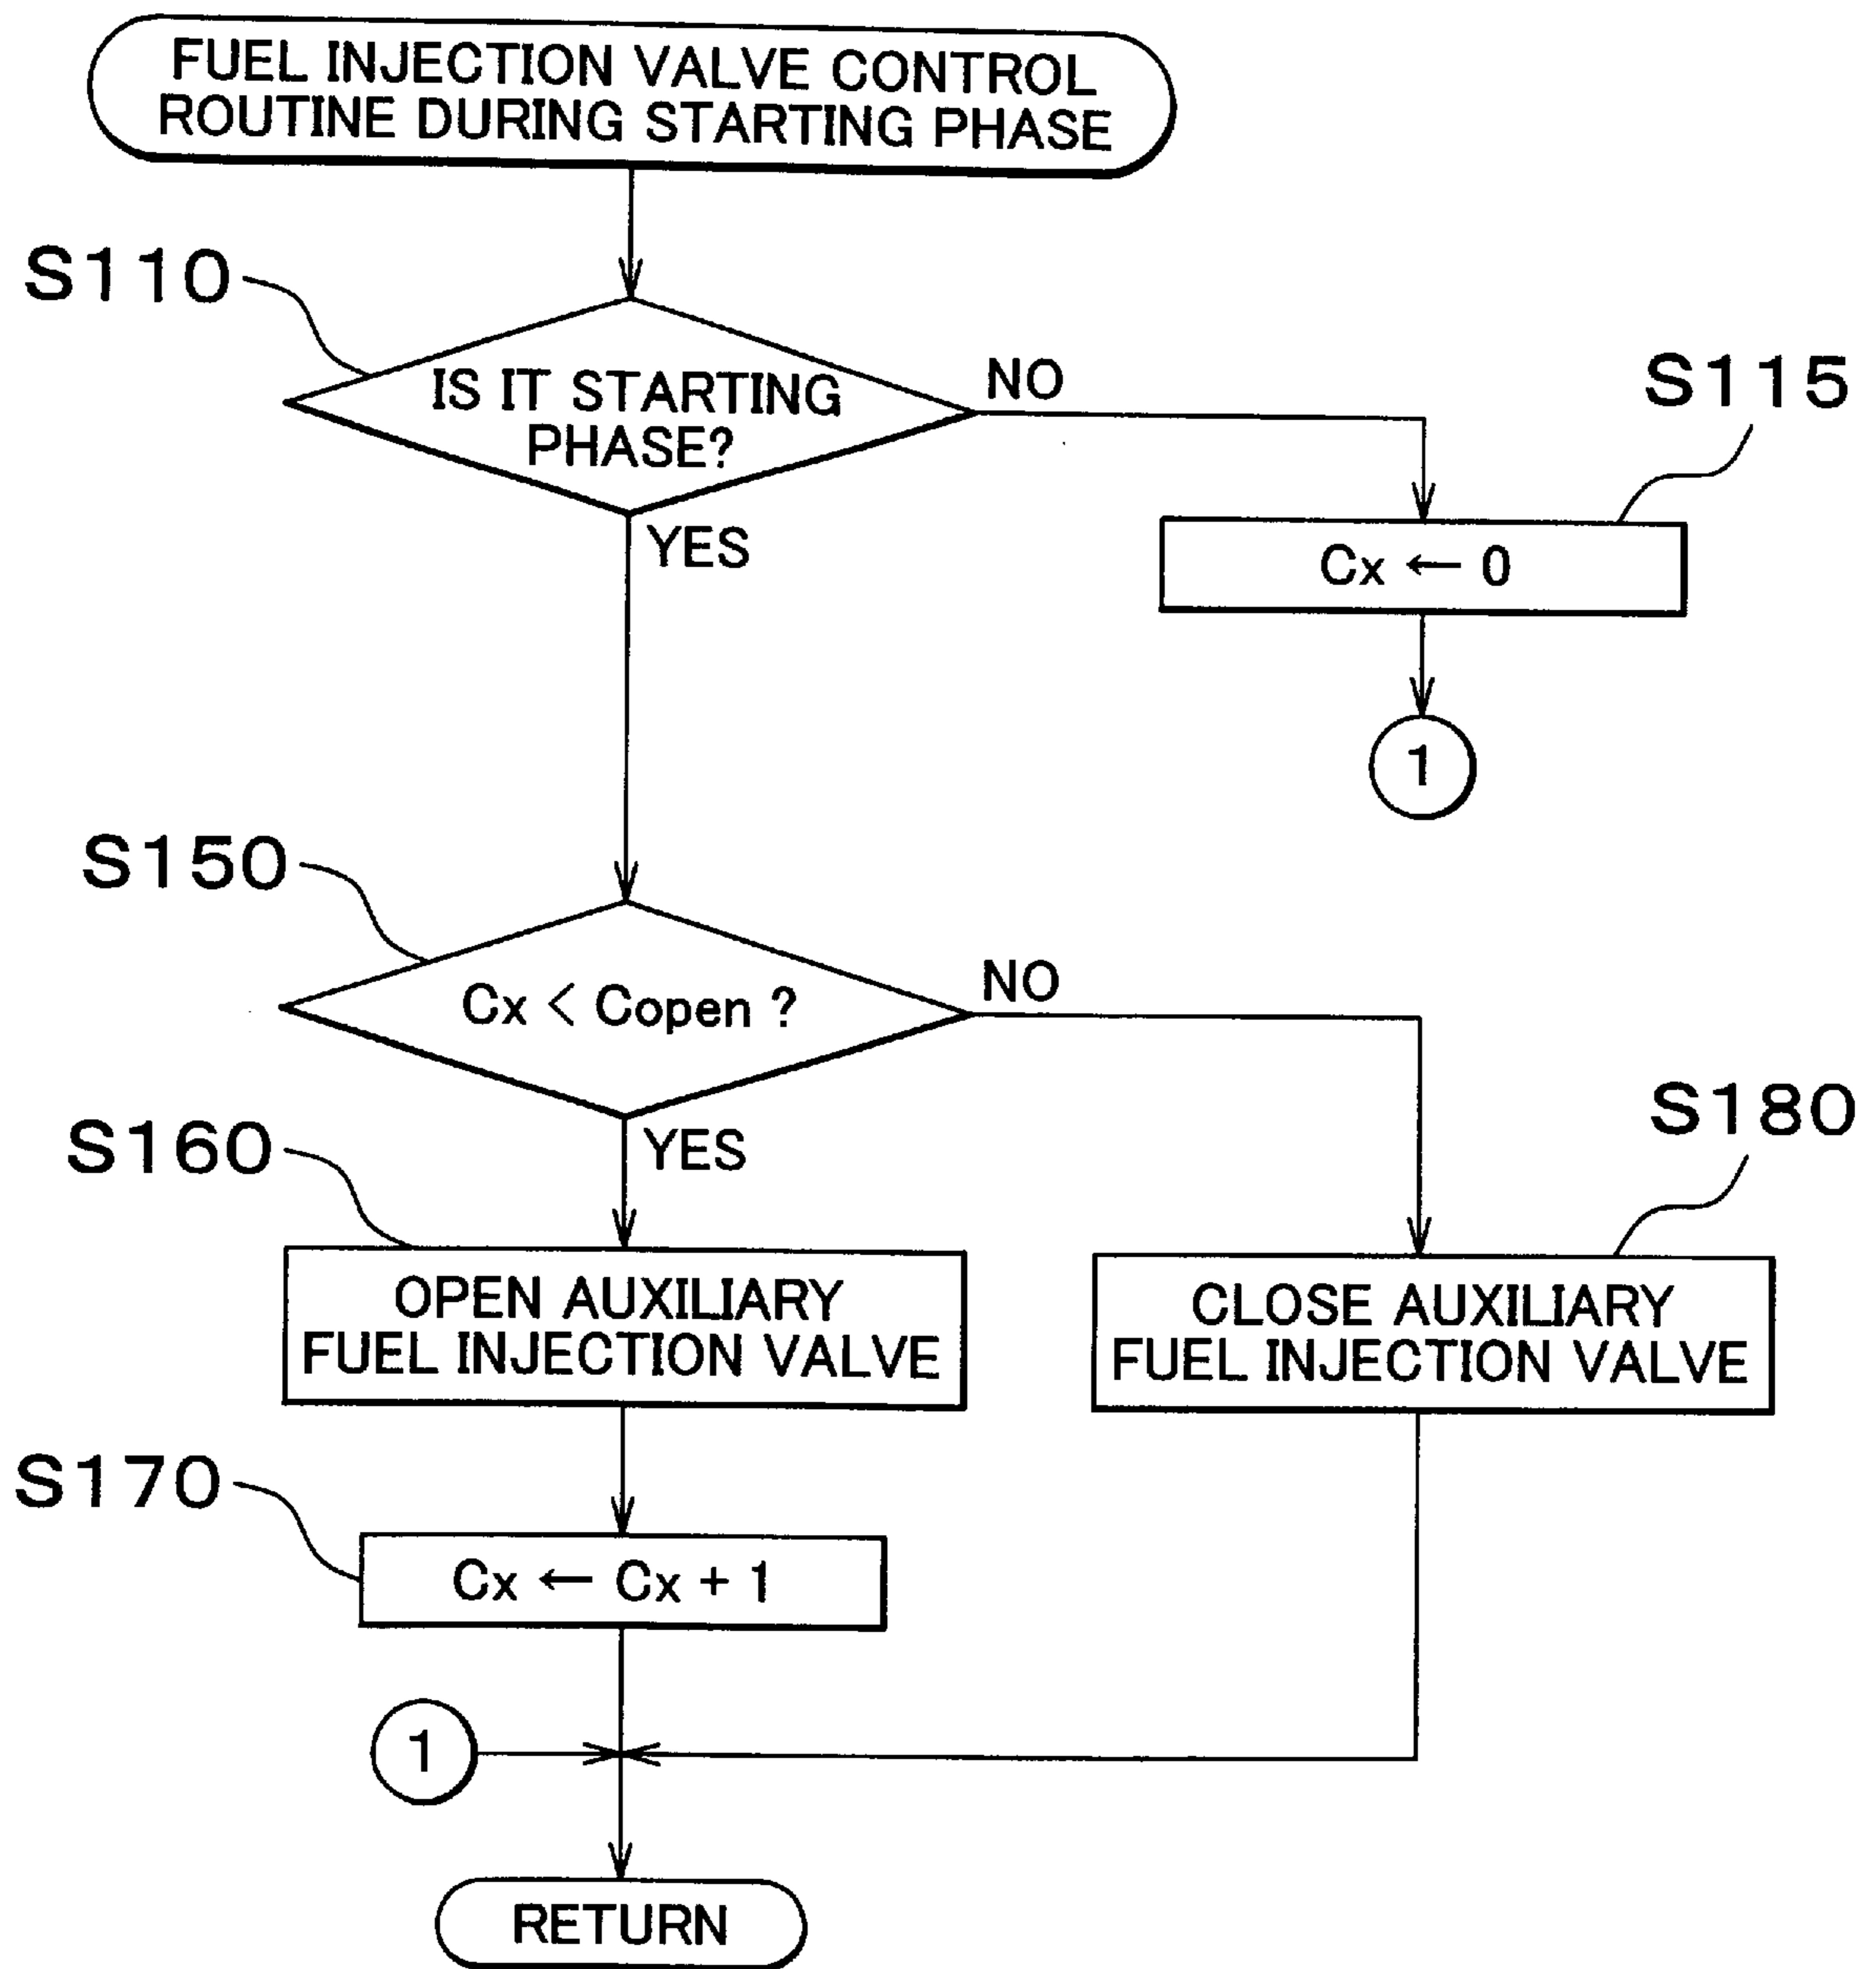 FUEL INJECTION VALVE CONTROL
ROUTINE DURING STARTING PHASE
S110
IS IT STARTING
PHASE?
NO
YES
S115
Cx ← 0
1
S150
Cx < Copen ?
NO
YES
S160
OPEN AUXILIARY
FUEL INJECTION VALVE
S180
CLOSE AUXILIARY
FUEL INJECTION VALVE
S170
Cx ← Cx + 1
1
RETURN